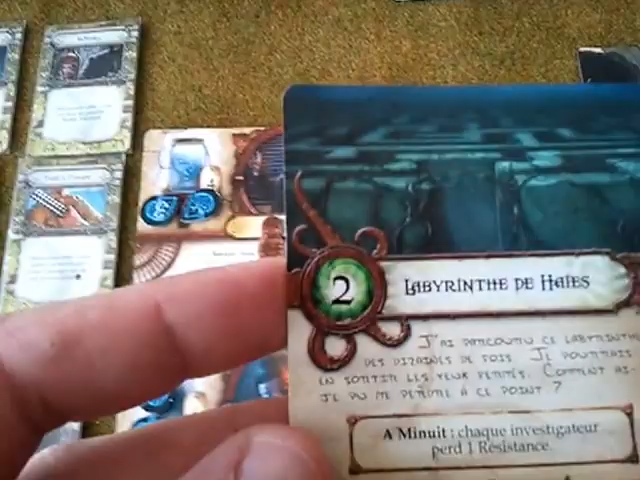 2
LABYRINTHE DE HAIES
J'AI PARCOURU CE LABYRINTHE
DES DIZAINES DE FOIS. JE POURRAIS
EN SORTIR LES YEUX FERMÉS. COMMENT AI-
JE PU ME PERDRE À CE POINT ?
A Minuit : chaque investigateur
perd 1 Résistance.